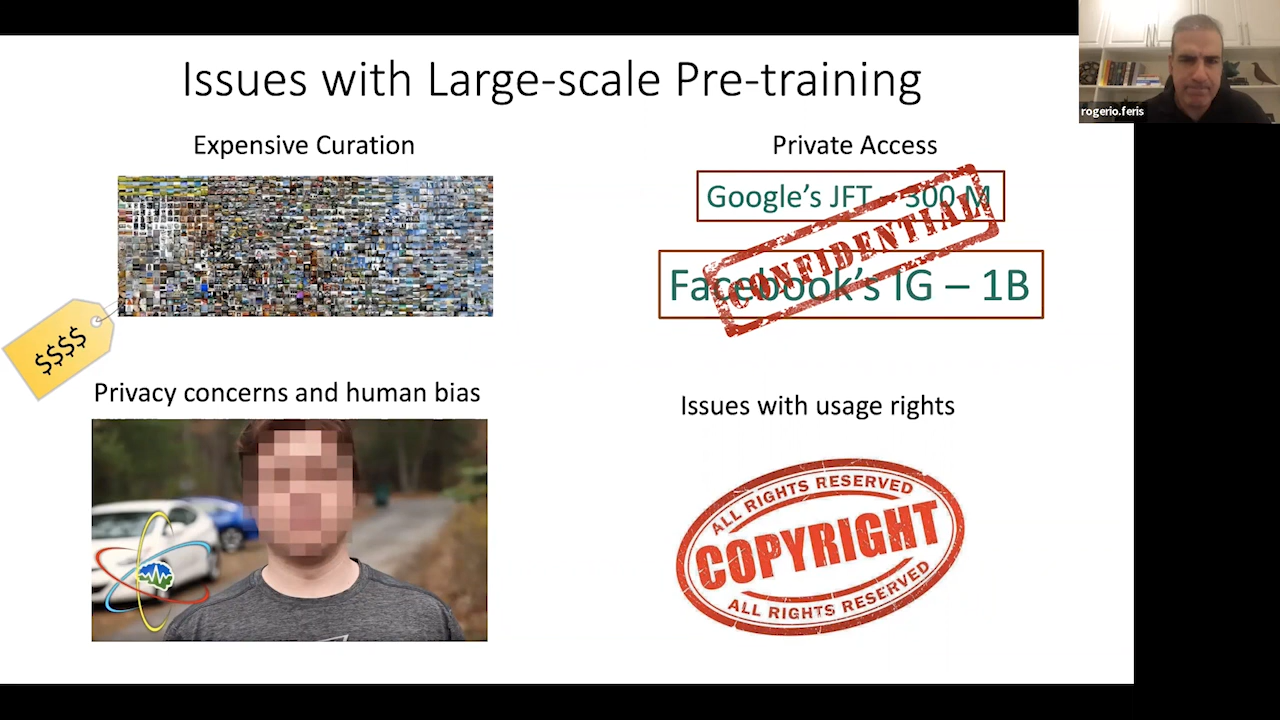 Issues with Large-scale Pre-training
rogerio.feris
Expensive Curation
Private Access
Google's JFT – 300 M
CONFIDENTIAL
Facebook's IG – 1B
$$$$
Privacy concerns and human bias
Issues with usage rights
ALL RIGHTS RESERVED
COPYRIGHT
ALL RIGHTS RESERVED